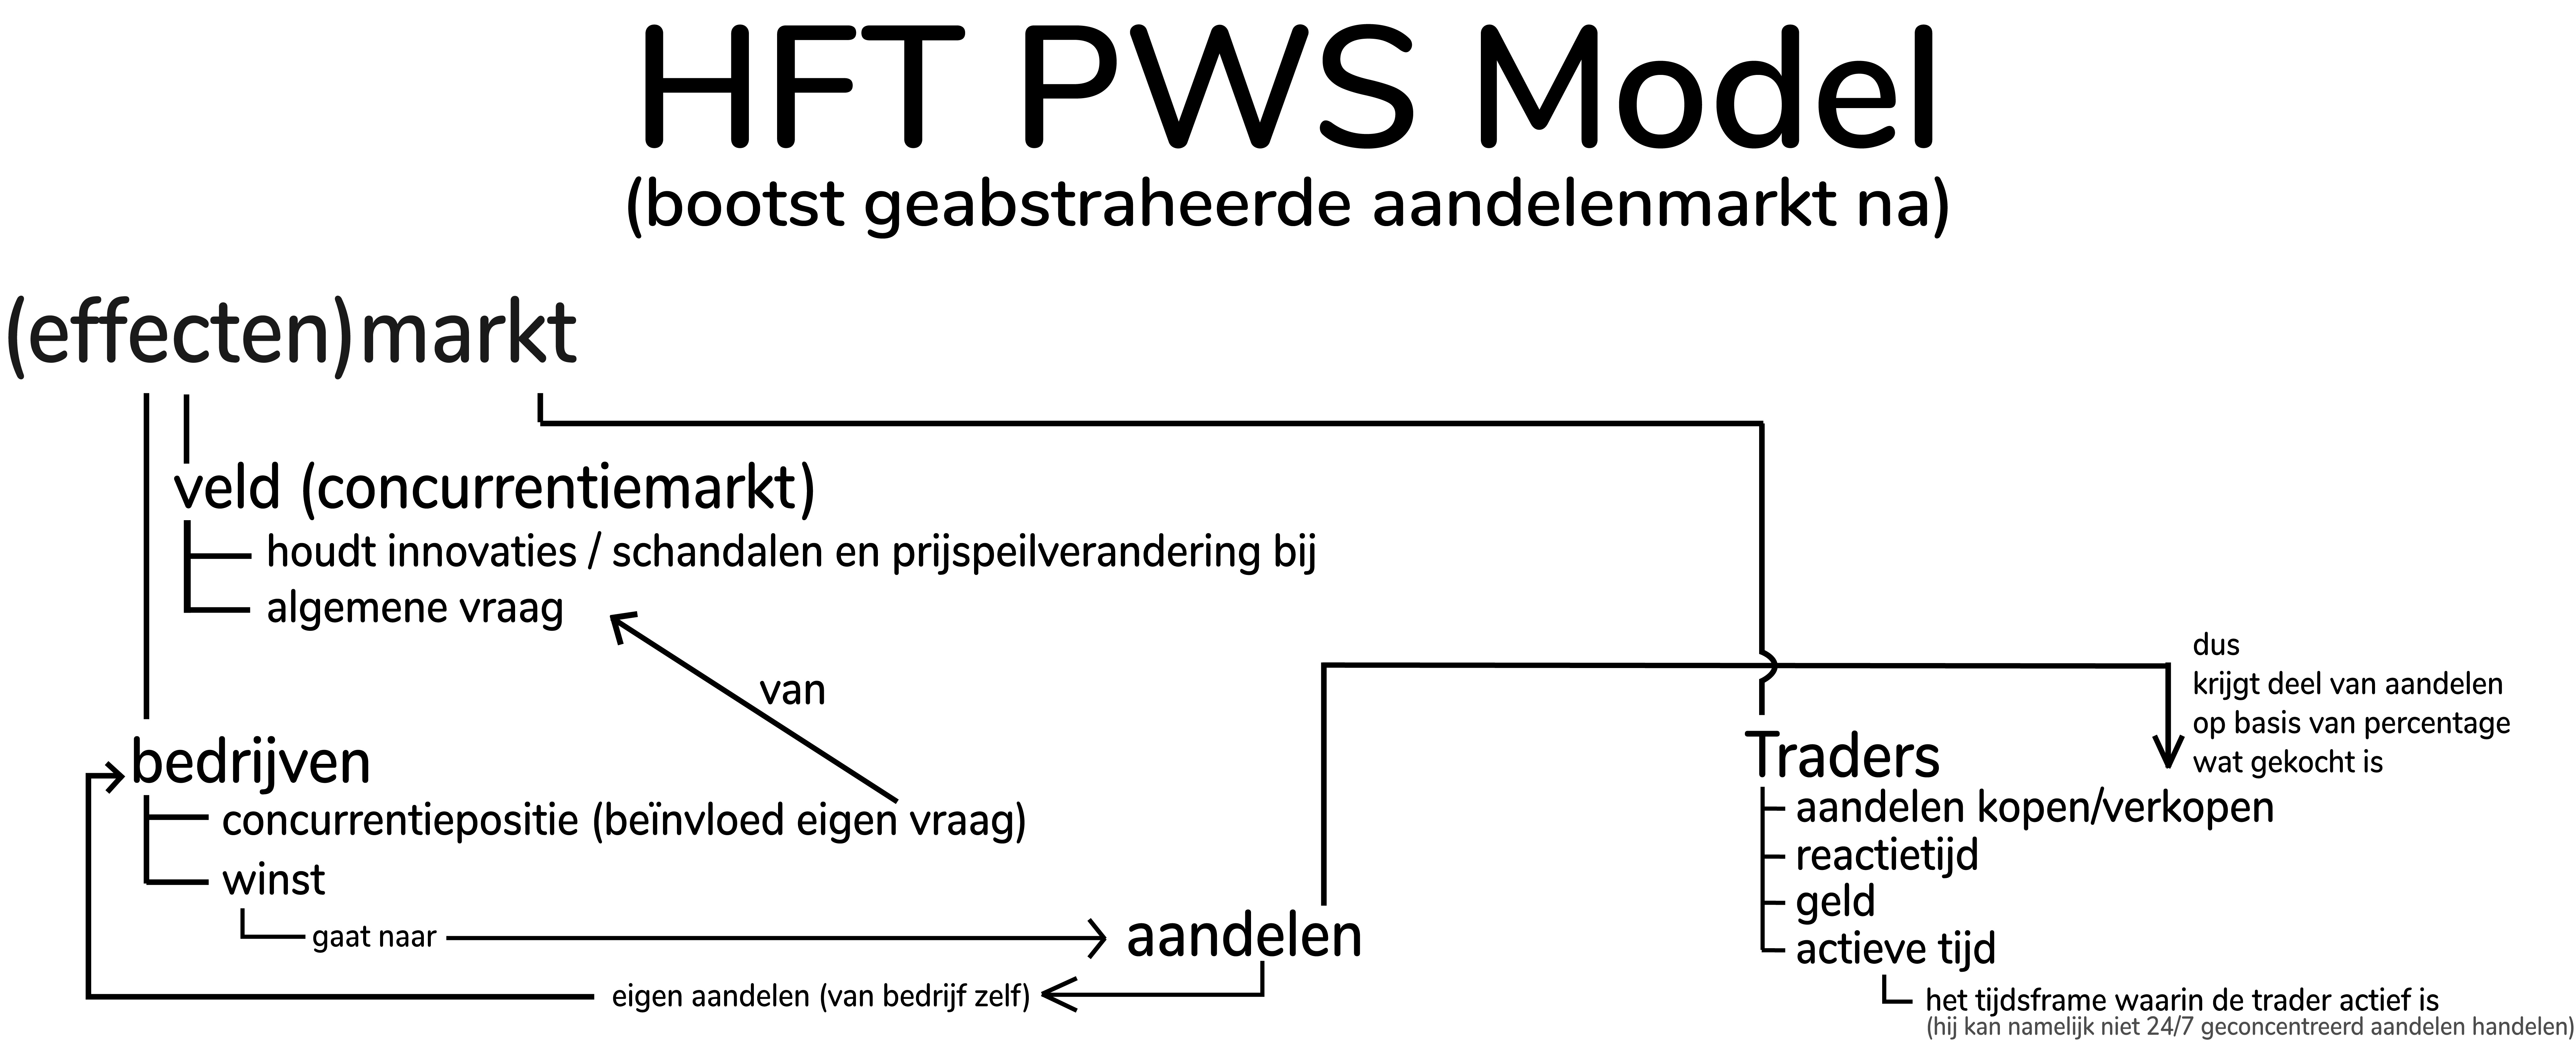 HFT PWS Model
(bootst geabstraheerde aandelenmarkt na)
(effecten)markt
veld (concurrentiemarkt)
houdt innovaties / schandalen en prijspeilverandering bij
algemene vraag
van
bedrijven
concurrentiepositie (beïnvloed eigen vraag)
winst
gaat naar
aandelen
eigen aandelen (van bedrijf zelf)
dus
krijgt deel van aandelen
op basis van percentage
wat gekocht is
Traders
aandelen kopen/verkopen
reactietijd
geld
actieve tijd
het tijdsframe waarin de trader actief is
(hij kan namelijk niet 24/7 geconcentreerd aandelen handelen)